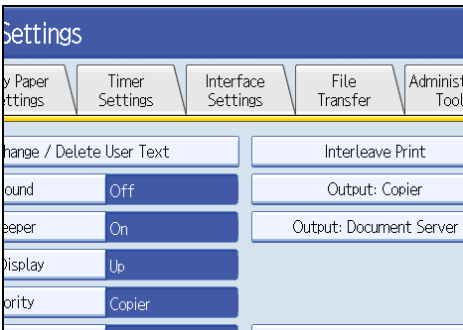 Settings
y Paper Timer Interface File Administ
ettings Settings Settings Transfer Tool
hange / Delete User Text Interleave Print
ound Off Output: Copier
eeper On Output: Document Server
Display Up
ority Copier